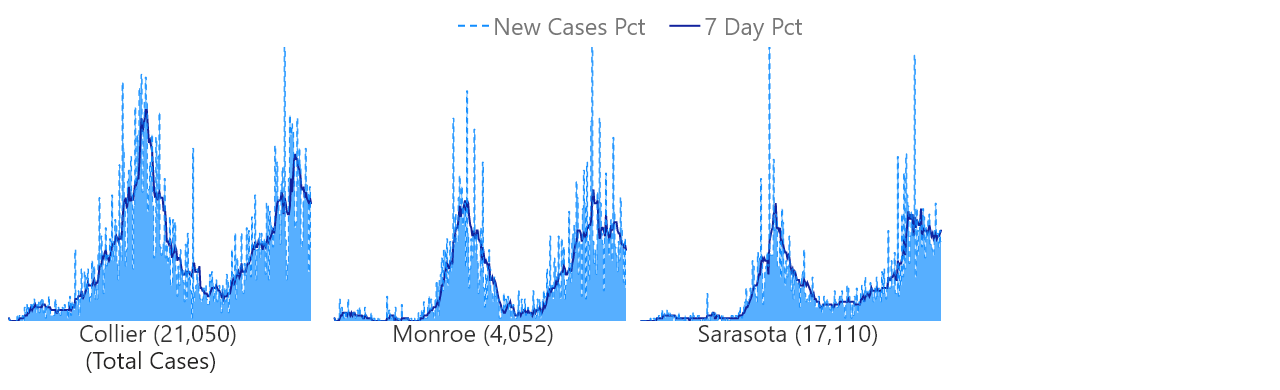 New Cases Pct 7 Day Pct
Collier (21,050) Monroe (4,052) Sarasota (17,110)
(Total Cases)